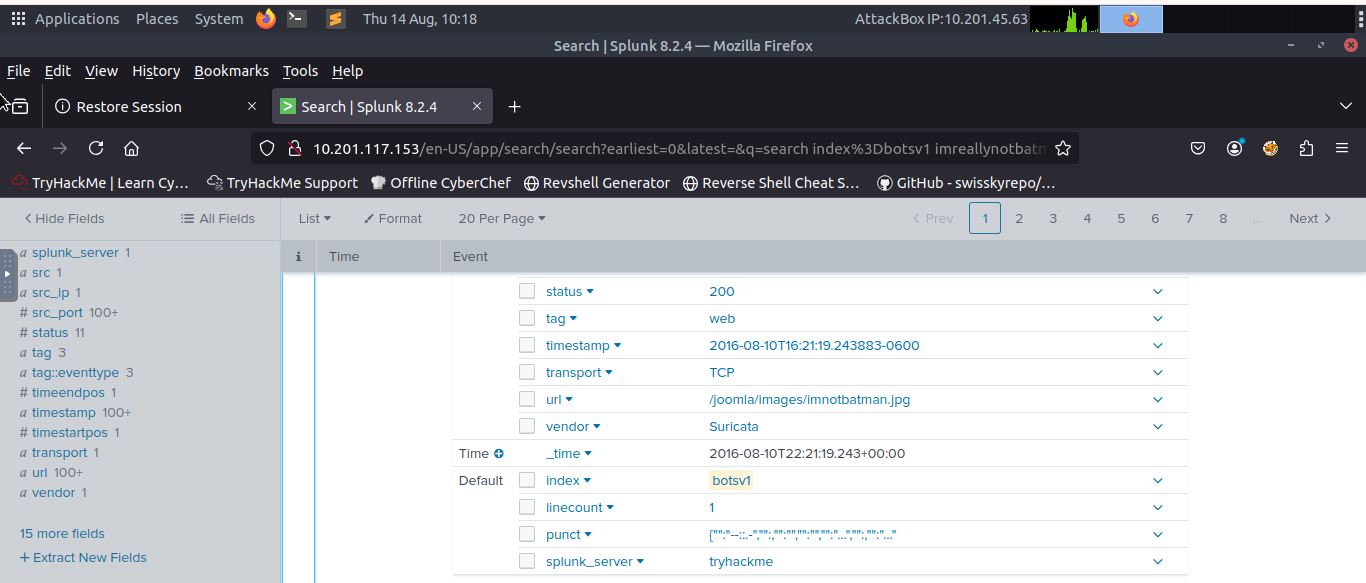 Applications Places System Thu 14 Aug, 10:18 AttackBox IP:10.201.45.63
Search | Splunk 8.2.4 — Mozilla Firefox
File Edit View History Bookmarks Tools Help
Restore Session Search | Splunk 8.2.4
10.201.117.153/en-US/app/search/search?earliest=0&latest=&q=search index%3Dbotsv1 imreallynotbatm
TryHackMe | Learn Cy... TryHackMe Support Offline CyberChef Revshell Generator Reverse Shell Cheat S... GitHub - swisskyrepo/...
Hide Fields All Fields List Format 20 Per Page Prev 1 2 3 4 5 6 7 8 ... Next
i Time Event
a splunk_server 1
a src 1
a src_ip 1
# src_port 100+
# status 11
a tag 3
a tag::eventtype 3
# timeendpos 1
a timestamp 100+
# timestartpos 1
a transport 1
a url 100+
a vendor 1
15 more fields
+ Extract New Fields
status 200
tag web
timestamp 2016-08-10T16:21:19.243883-0600
transport TCP
url /joomla/images/imnotbatman.jpg
vendor Suricata
Time _time 2016-08-10T22:21:19.243+00:00
Default index botsv1
linecount 1
punct {"":"--::.-","":,"":"","":"","":"...","":,"":"..."
splunk_server tryhackme